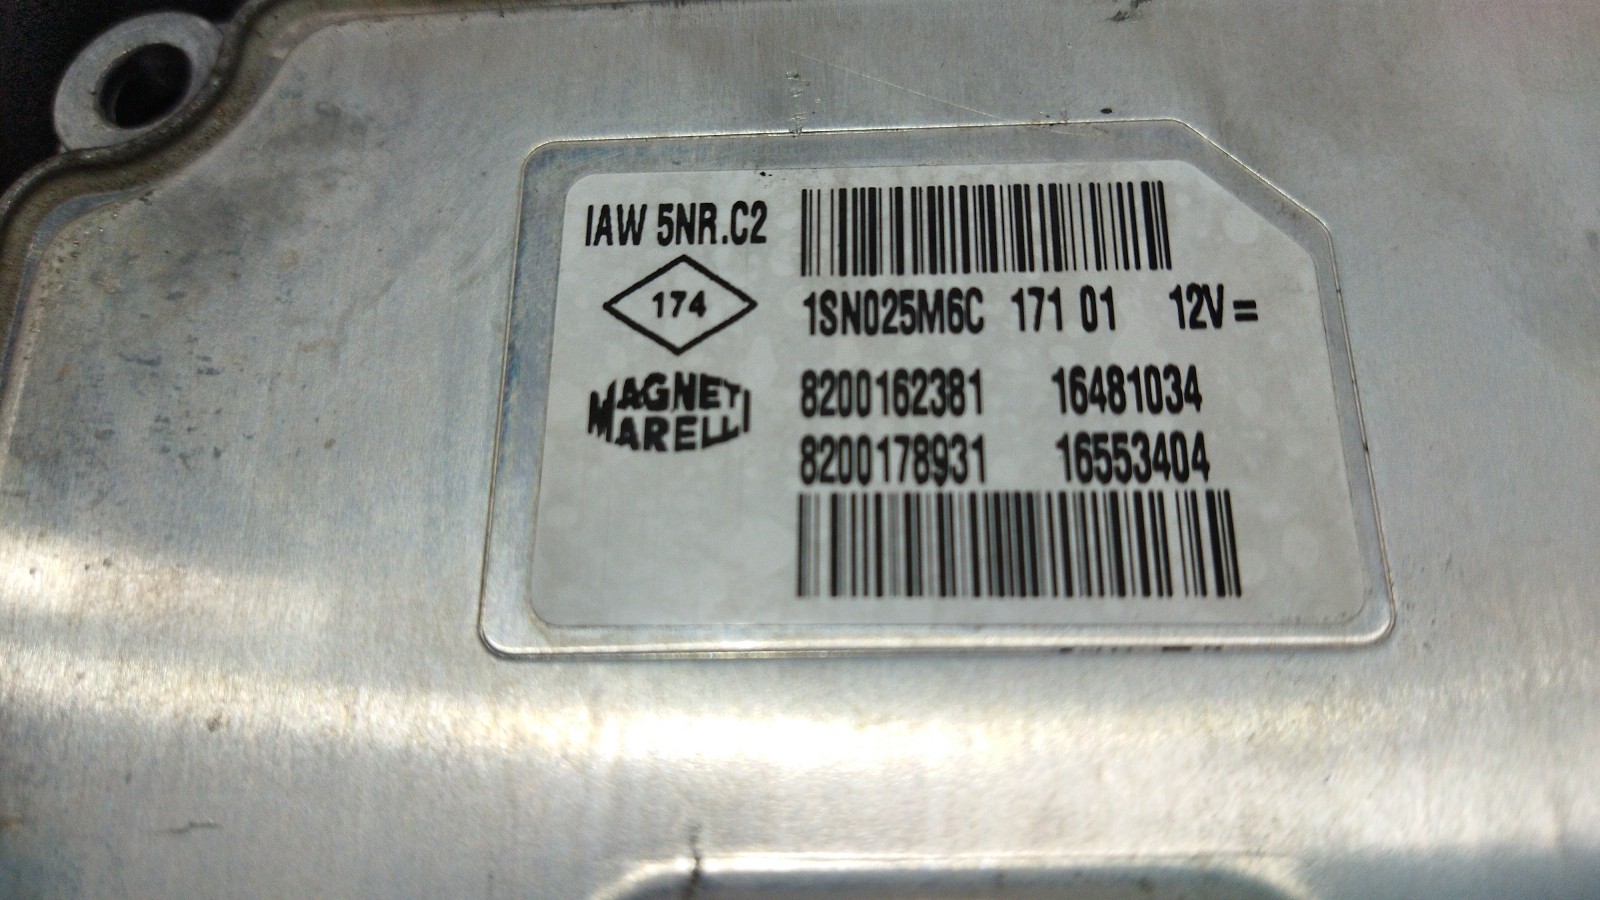 IAW 5NR.C2
174
MAGNETI
MARELLI
1SN025M6C 171 01 12V =
8200162381 16481034
8200178931 16553404